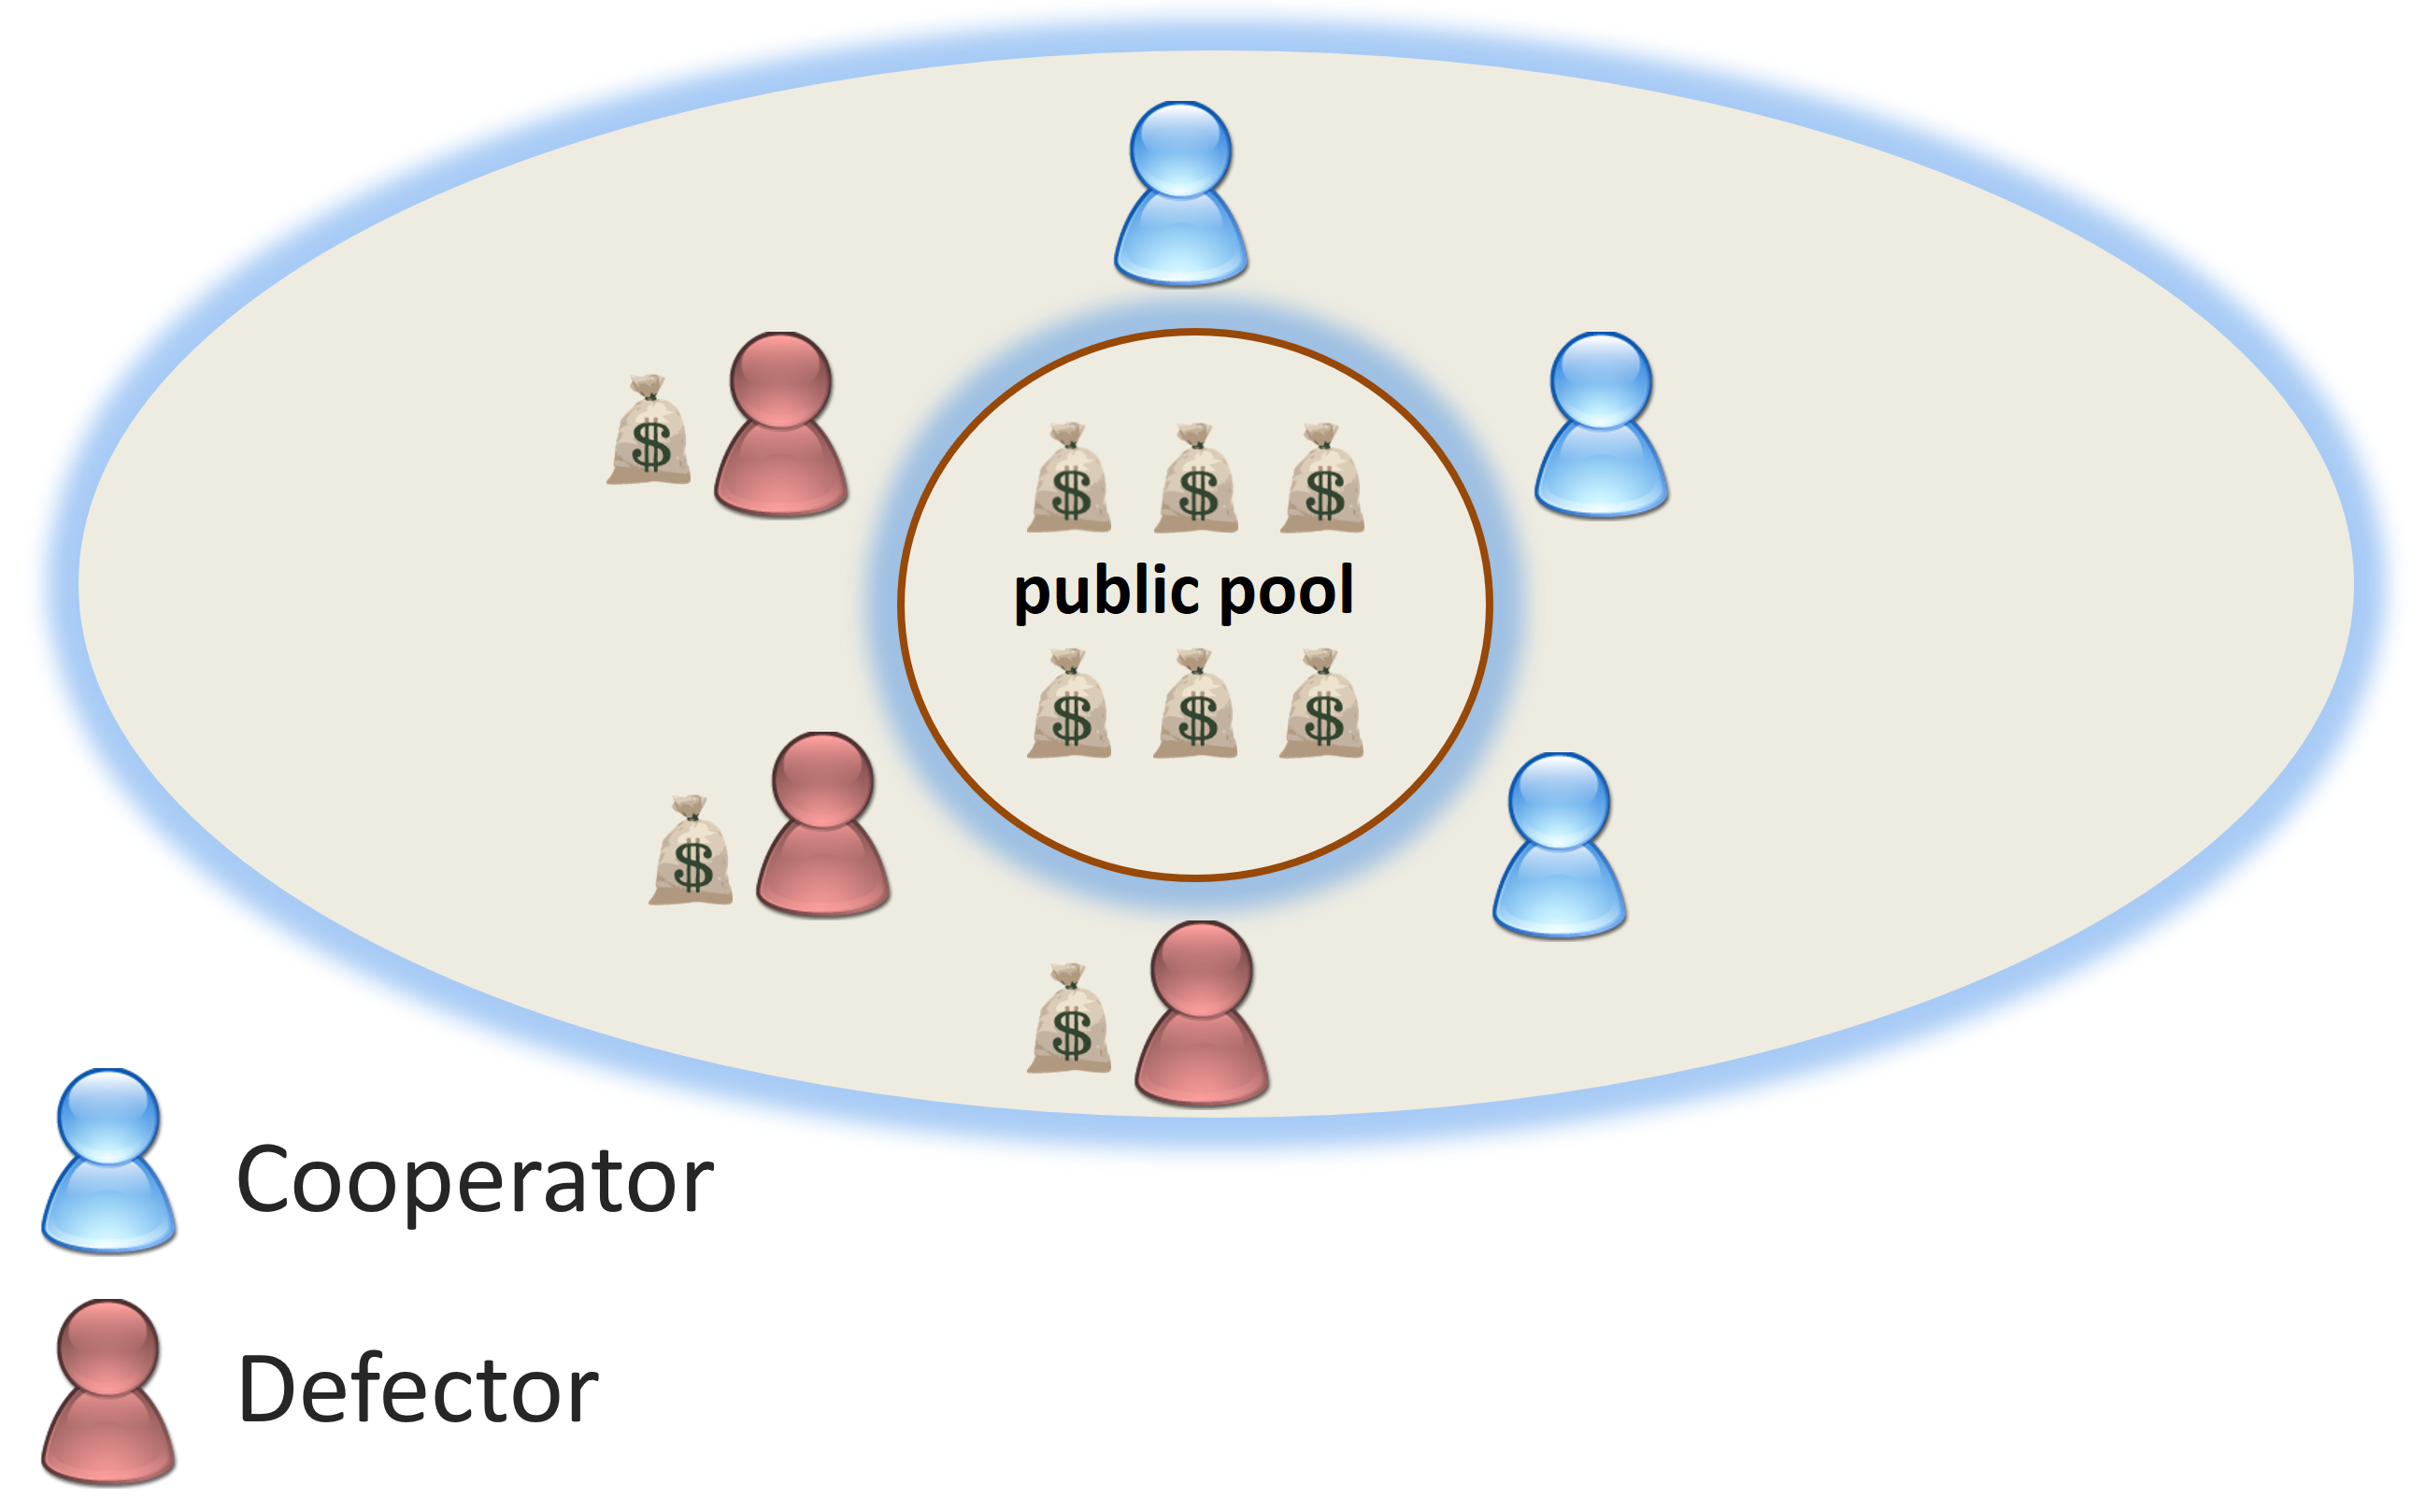 $
$ $ $
public pool
$ $ $
$
$
Cooperator
Defector